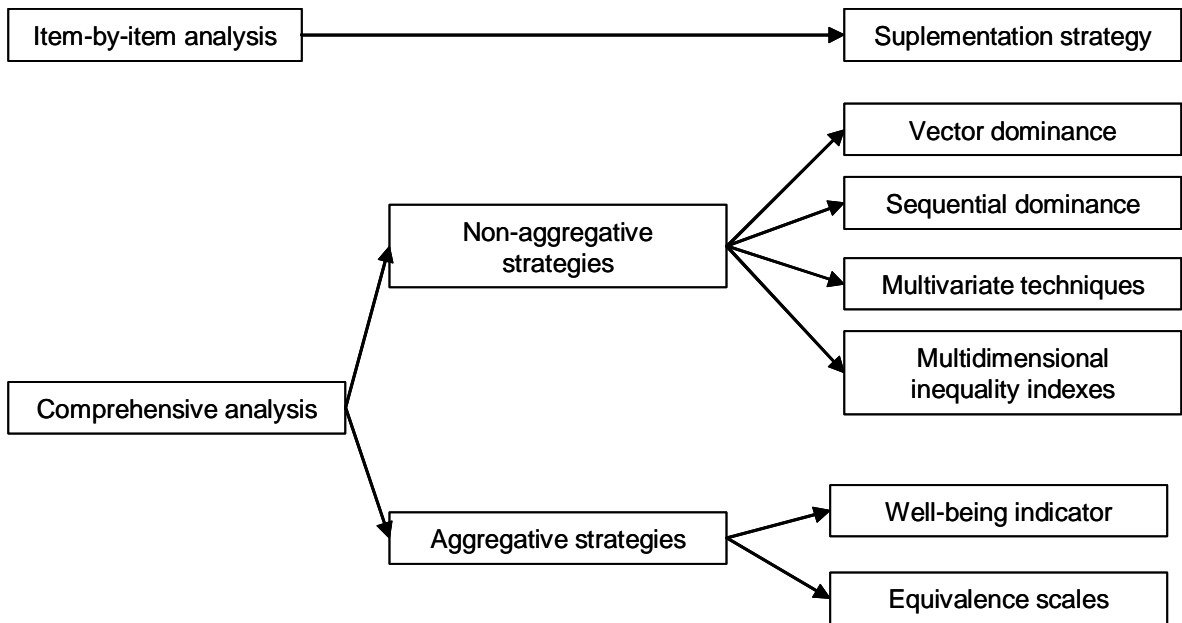 Item-by-item analysis
Suplementation strategy
Vector dominance
Sequential dominance
Non-aggregative
strategies
Multivariate techniques
Multidimensional
inequality indexes
Comprehensive analysis
Well-being indicator
Aggregative strategies
Equivalence scales